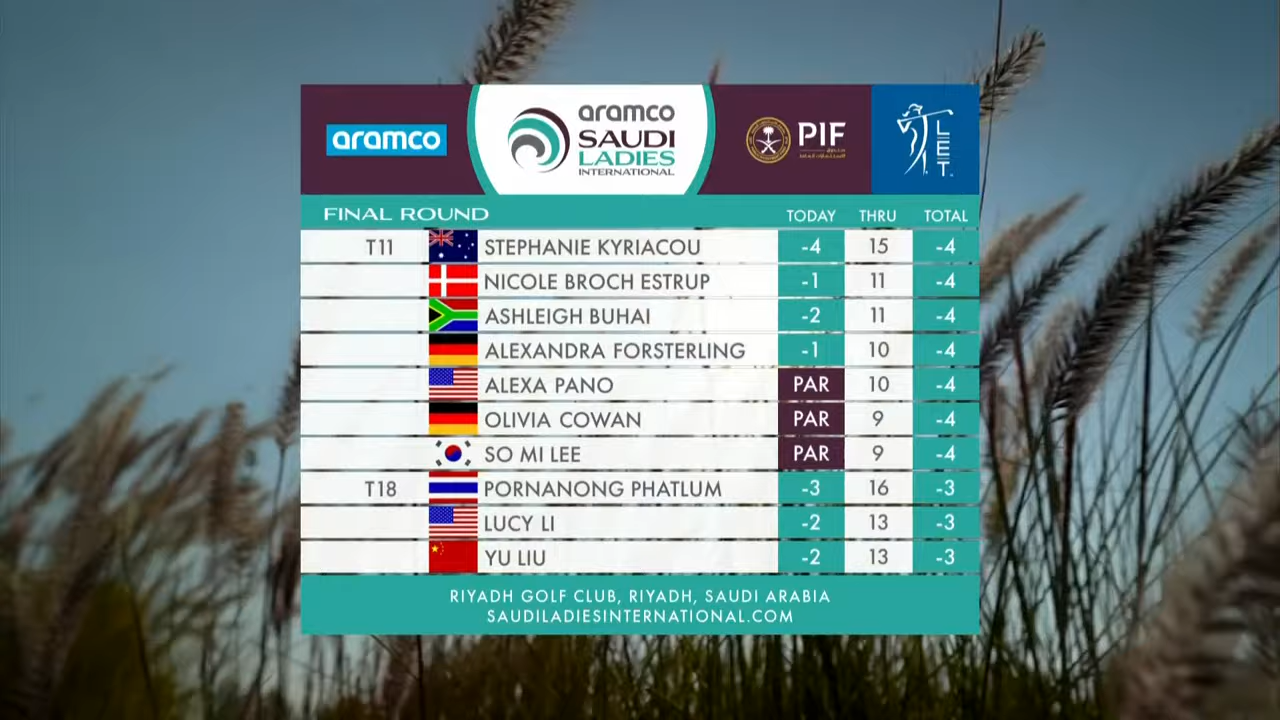 aramco
aramco
SAUDI
LADIES
INTERNATIONAL
PIF
LET.
FINAL ROUND TODAY THRU TOTAL
T11 STEPHANIE KYRIACOU -4 15 -4
NICOLE BROCH ESTRUP -1 11 -4
ASHLEIGH BUHAI -2 11 -4
ALEXANDRA FORSTERLING -1 10 -4
ALEXA PANO PAR 10 -4
OLIVIA COWAN PAR 9 -4
SO MI LEE PAR 9 -4
T18 PORNANONG PHATLUM -3 16 -3
LUCY LI -2 13 -3
YU LIU -2 13 -3
RIYADH GOLF CLUB, RIYADH, SAUDI ARABIA
SAUDILADIESINTERNATIONAL.COM